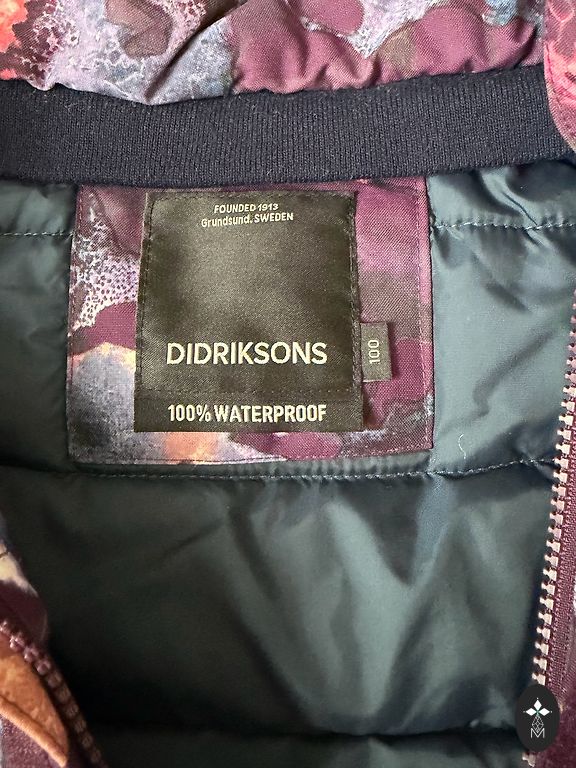 FOUNDED 1913
Grundsund. SWEDEN
DIDRIKSONS
100
100% WATERPROOF